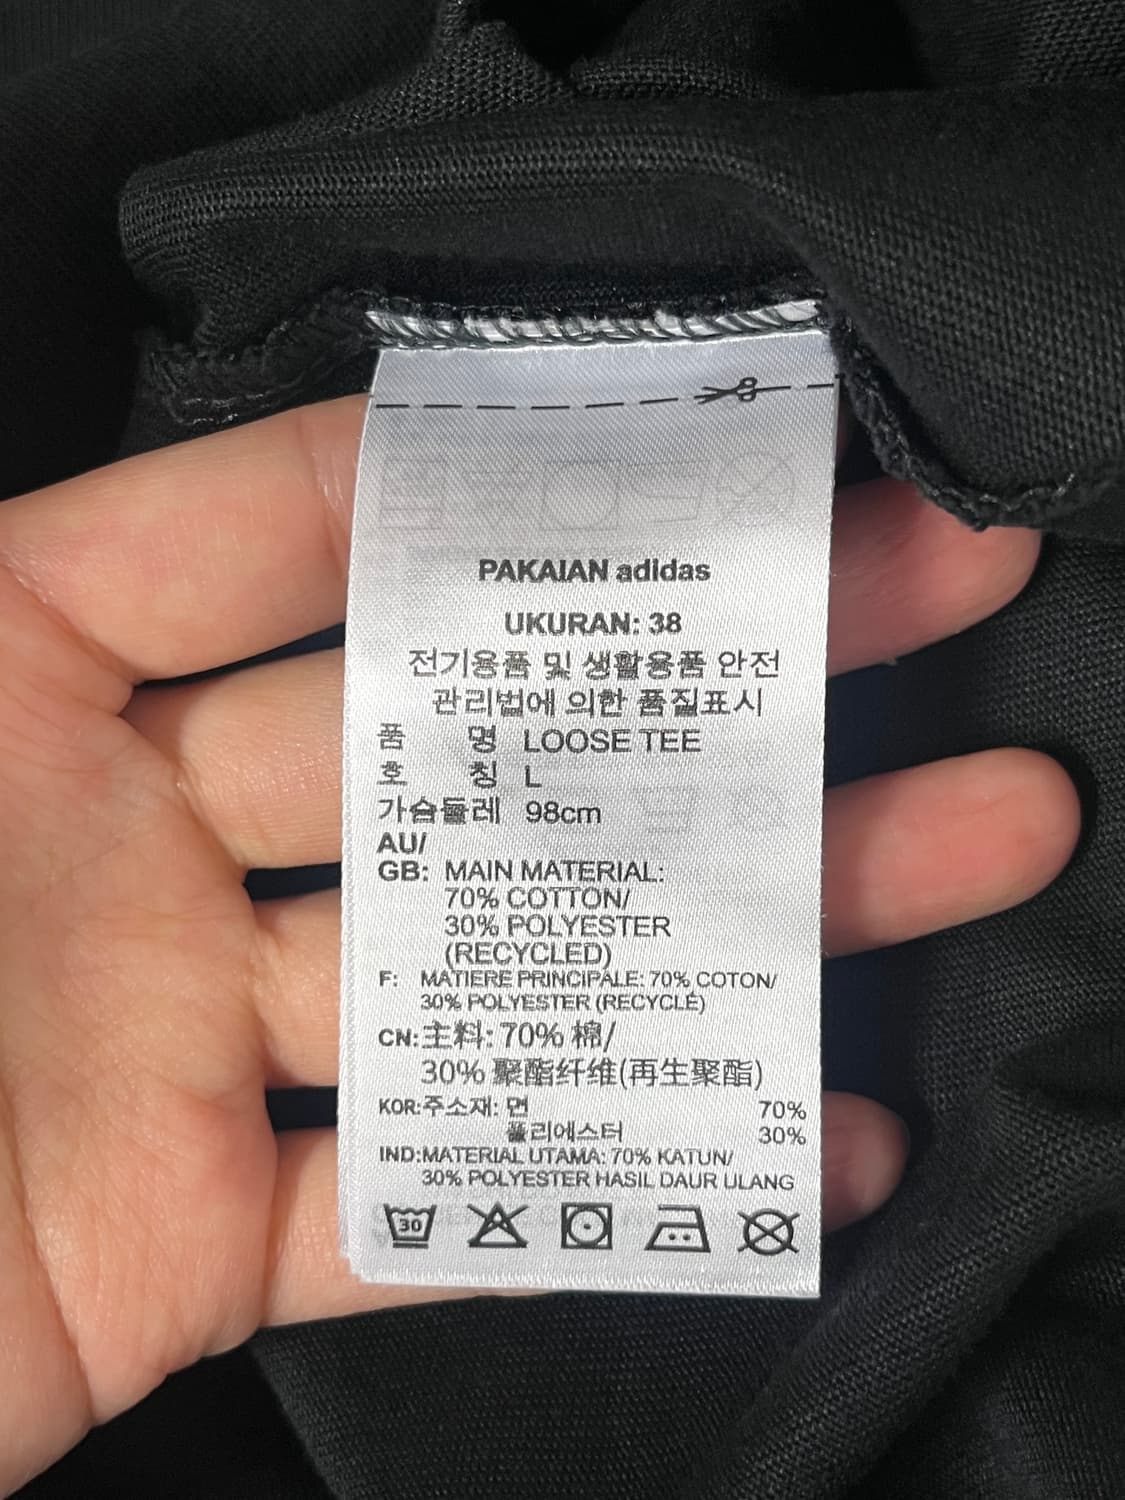 PAKAIAN adidas
UKURAN: 38
전기용품 및 생활용품 안전
관리법에 의한 품질표시
품 명 LOOSE TEE
호 칭 L
가슴둘레 98cm
AU/
GB: MAIN MATERIAL:
70% COTTON/
30% POLYESTER
(RECYCLED)
F: MATIERE PRINCIPALE: 70% COTON/
30% POLYESTER (RECYCLÉ)
CN: 主料: 70% 棉/
30% 聚酯纤维(再生聚酯)
KOR: 주소재: 면 70%
폴리에스터 30%
IND: MATERIAL UTAMA: 70% KATUN/
30% POLYESTER HASIL DAUR ULANG
30